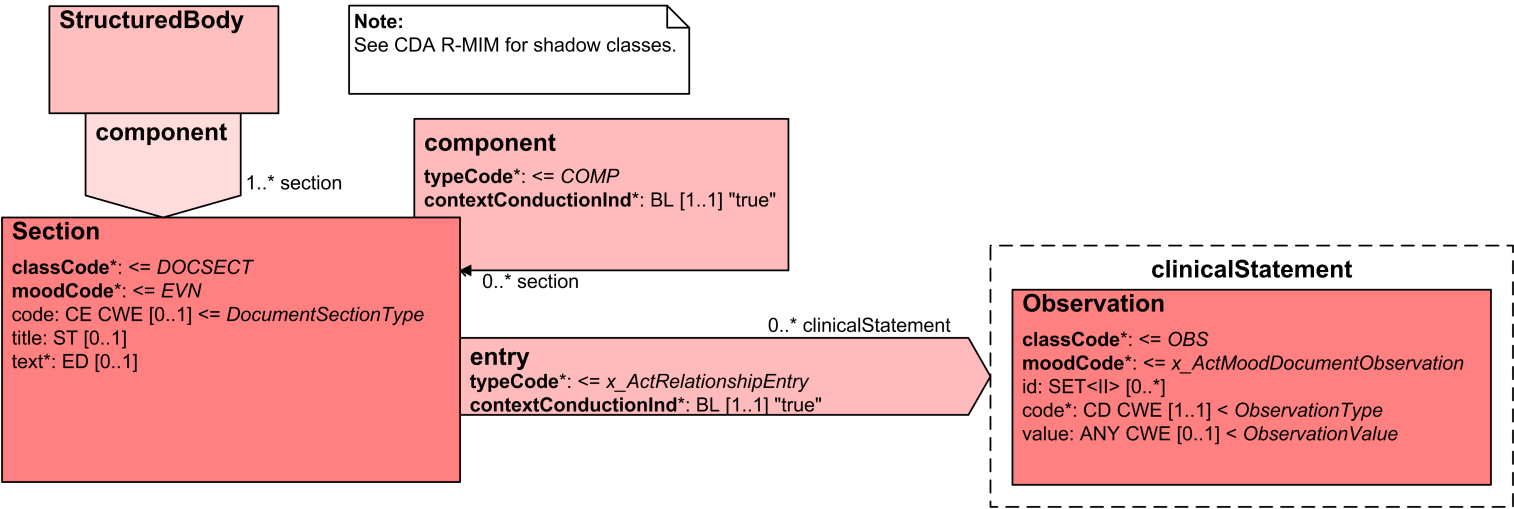 StructuredBody
Note:
See CDA R-MIM for shadow classes.
component
1..* section
component
typeCode*: <= COMP
contextConductionInd*: BL [1..1] "true"
0..* section
Section
classCode*: <= DOCSECT
moodCode*: <= EVN
code: CE CWE [0..1] <= DocumentSectionType
title: ST [0..1]
text*: ED [0..1]
0..* clinicalStatement
entry
typeCode*: <= x_ActRelationshipEntry
contextConductionInd*: BL [1..1] "true"
clinicalStatement
Observation
classCode*: <= OBS
moodCode*: <= x_ActMoodDocumentObservation
id: SET<II> [0..*]
code*: CD CWE [1..1] < ObservationType
value: ANY CWE [0..1] < ObservationValue